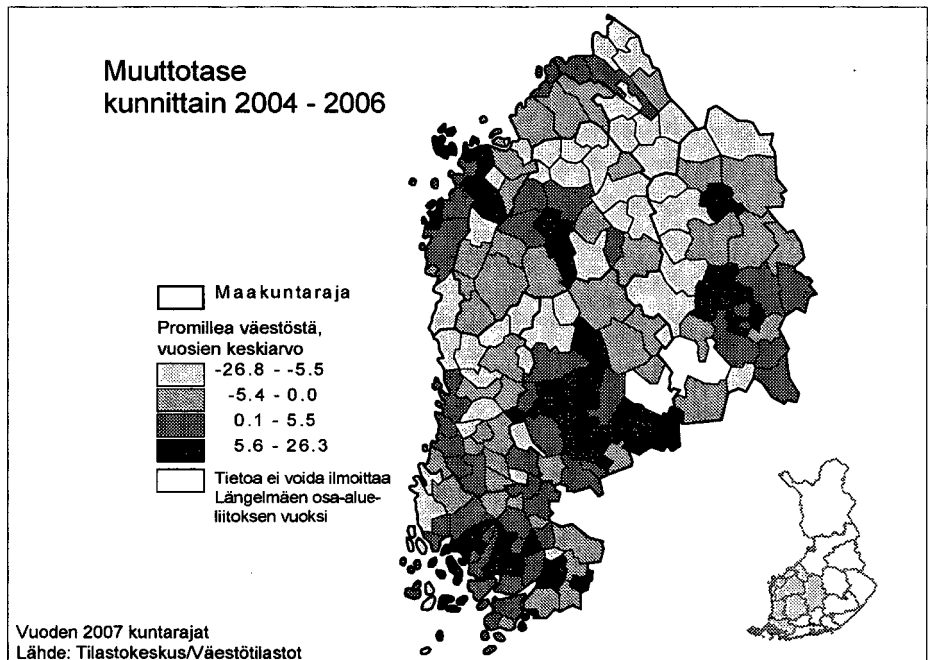 Muuttotase
kunnittain 2004 - 2006
Maakuntaraja
Promillea väestöstä,
vuosien keskiarvo
-26.8 - -5.5
-5.4 - 0.0
0.1 - 5.5
5.6 - 26.3
Tietoa ei voida ilmoittaa
Längelmäen osa-alue-
liitoksen vuoksi
Vuoden 2007 kuntarajat
Lähde: Tilastokeskus/Väestötilastot